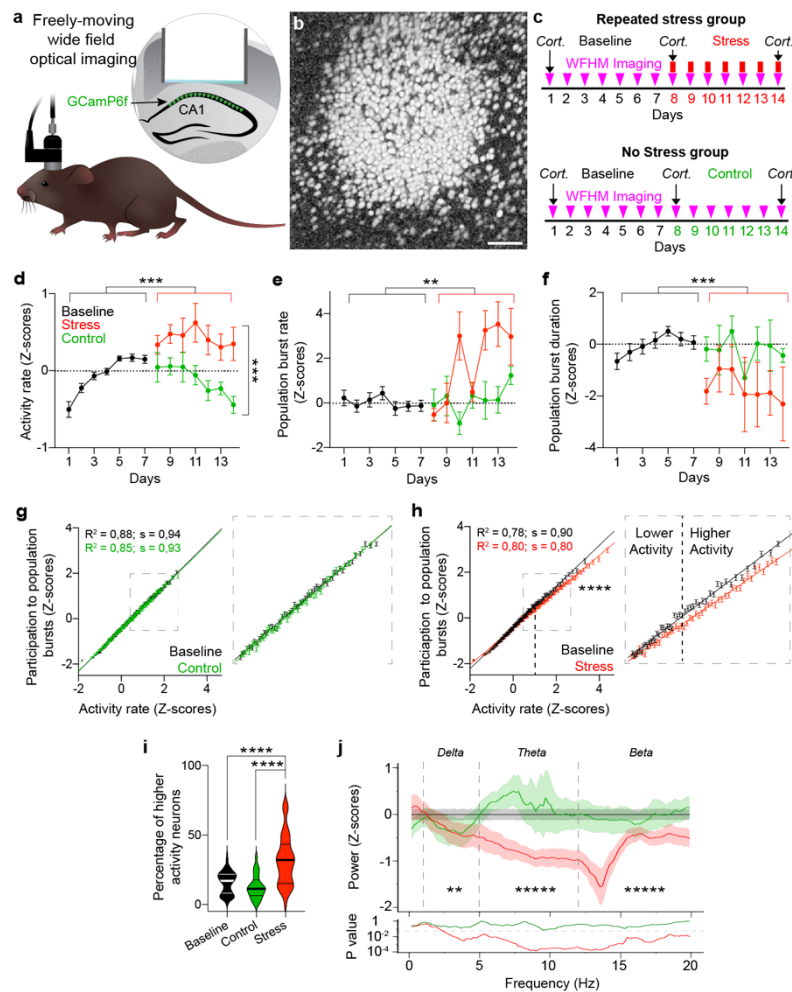 a
Freely-moving
wide field
optical imaging
GCamP6f
CA1
b
c
Repeated stress group
Cort. Baseline Cort. Stress Cort.
WFHM Imaging
1 2 3 4 5 6 7 8 9 10 11 12 13 14
Days
No Stress group
Cort. Baseline Cort. Control Cort.
WFHM Imaging
1 2 3 4 5 6 7 8 9 10 11 12 13 14
Days
d
***
Activity rate (Z-scores)
1
0
-1
Baseline
Stress
Control
***
1 3 5 7 9 11 13
Days
e
**
Population burst rate
(Z-scores)
4
2
0
-2
1 3 5 7 9 11 13
Days
f
***
Population burst duration
(Z-scores)
2
0
-2
-4
1 3 5 7 9 11 13
Days
g
Participation to population
bursts (Z-scores)
4
2
0
-2
R² = 0,88; s = 0,94
R² = 0,85; s = 0,93
Baseline
Control
-2 0 2 4
Activity rate (Z-scores)
h
Particiaption to population
bursts (Z-scores)
4
2
0
-2
R² = 0,78; s = 0,90
R² = 0,80; s = 0,80
****
Baseline
Stress
-2 0 2 4
Activity rate (Z-scores)
Lower
Activity
Higher
Activity
i
****
****
Percentage of higher
activity neurons
100
50
0
Baseline
Control
Stress
j
Delta Theta Beta
Power (Z-scores)
1
0
-1
-2
** ***** *****
P value
1
10⁻²
10⁻⁴
0 5 10 15 20
Frequency (Hz)